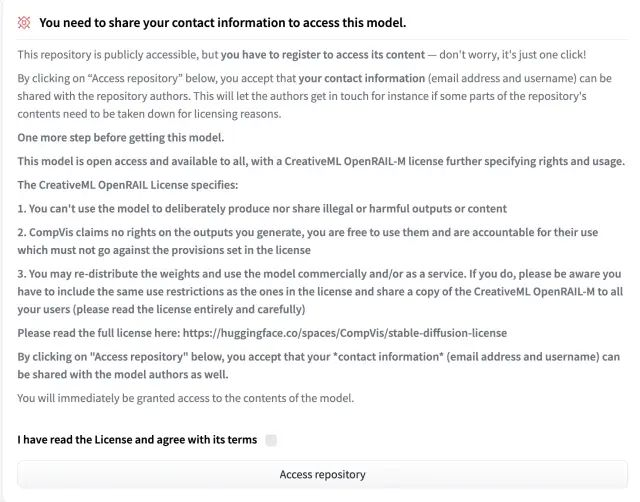 You need to share your contact information to access this model.
This repository is publicly accessible, but you have to register to access its content — don't worry, it's just one click!
By clicking on “Access repository” below, you accept that your contact information (email address and username) can be
shared with the repository authors. This will let the authors get in touch for instance if some parts of the repository's
contents need to be taken down for licensing reasons.
One more step before getting this model.
This model is open access and available to all, with a CreativeML OpenRAIL-M license further specifying rights and usage.
The CreativeML OpenRAIL License specifies:
1. You can't use the model to deliberately produce nor share illegal or harmful outputs or content
2. CompVis claims no rights on the outputs you generate, you are free to use them and are accountable for their use
which must not go against the provisions set in the license
3. You may re-distribute the weights and use the model commercially and/or as a service. If you do, please be aware you
have to include the same use restrictions as the ones in the license and share a copy of the CreativeML OpenRAIL-M to all
your users (please read the license entirely and carefully)
Please read the full license here: https://huggingface.co/spaces/CompVis/stable-diffusion-license
By clicking on "Access repository" below, you accept that your *contact information* (email address and username) can
be shared with the model authors as well.
You will immediately be granted access to the contents of the model.
I have read the License and agree with its terms
Access repository